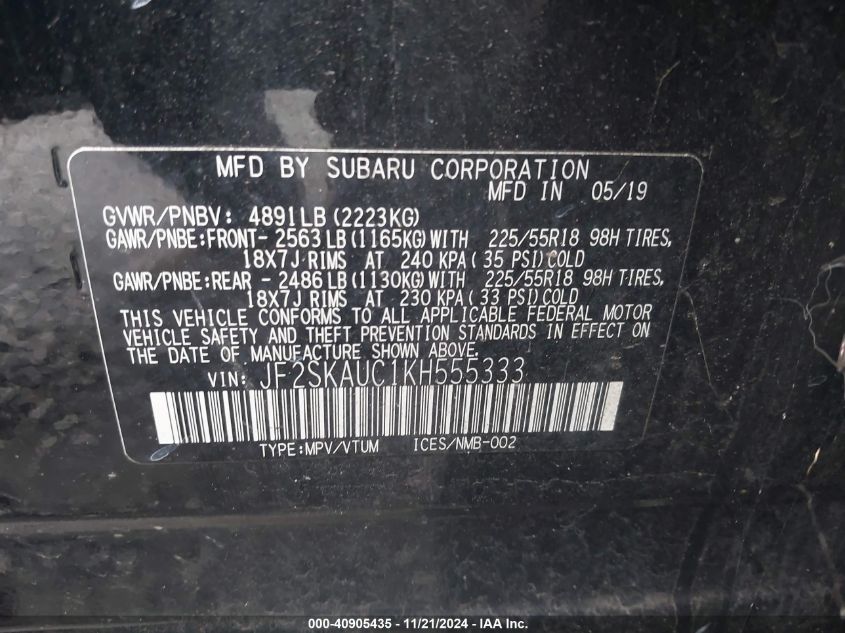 MFD BY SUBARU CORPORATION
MFD IN 05/19
GVWR/PNBV: 4891LB (2223KG)
GAWR/PNBE:FRONT- 2563LB (1165KG) WITH 225/55R18 98H TIRES,
18X7J RIMS AT 240 KPA ( 35 PSI) COLD
GAWR/PNBE:REAR - 2486LB (1130KG) WITH 225/55R18 98H TIRES,
18X7J RIMS AT 230 KPA ( 33 PSI) COLD
THIS VEHICLE CONFORMS TO ALL APPLICABLE FEDERAL MOTOR
VEHICLE SAFETY AND THEFT PREVENTION STANDARDS IN EFFECT ON
THE DATE OF MANUFACTURE SHOWN ABOVE.
VIN: JF2SKAUC1KH555333
TYPE:MPV/VTUM ICES/NMB-002
000-40905435 - 11/21/2024 - IAA Inc.